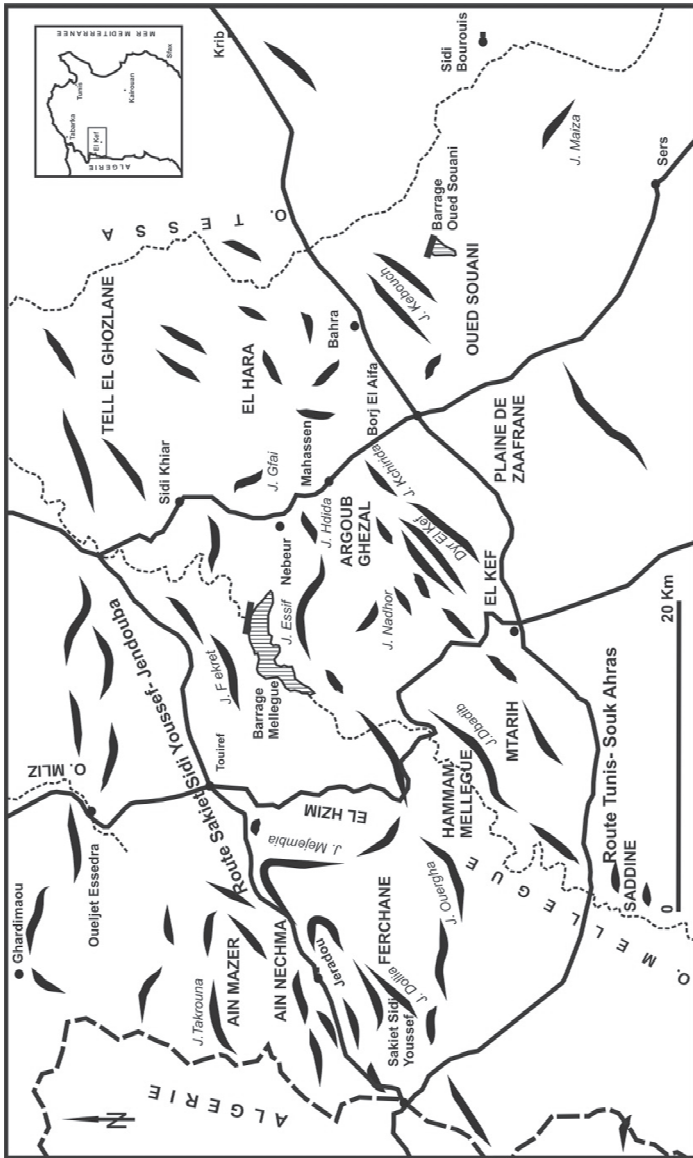 ALGERIE
N
Ghardimaou
Oueljet Essedra
O. MLIZ
J.Takrouna
AIN MAZER
AIN NECHMA
Jeradou
FERCHANE
J. Dollia
Sakiet Sidi
Youssef
J. Ouergha
J. Mejembia
EL HZIM
Touiref
Route Sakiet Sidi Youssef- Jendouba
J. F ekret
Barrage
Mellegue
J. Essif
Nebeur
Sidi Khiar
TELL EL GHOZLANE
EL HARA
J. Gfai
Mahassen
J. Hdida
ARGOUB
GHEZAL
J. Nadhor
Dyr El Kef
J. Kchirida
Borj El Aifa
Bahra
O. TESSA
Krib
Sidi
Bourouis
J. Maiza
Barrage
Oued Souani
J. Kebouch
OUED SOUANI
Sers
PLAINE DE
ZAAFRANE
EL KEF
HAMMAM
MELLEGUE
J.Dbadib
MTARIH
O. MELLEGUE
Route Tunis- Souk Ahras
SADDINE
0
20 Km
MER MEDITERRANEE
ALGERIE
Tabarka
Tunis
El Kef
Kairouan
Sfax